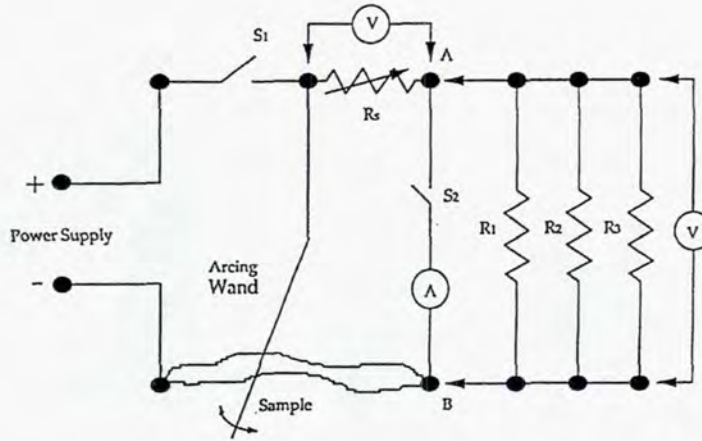 V
S1
A
Rs
+
S2
Power Supply
R1
R2
R3
V
-
Arcing
Wand
A
Sample
B